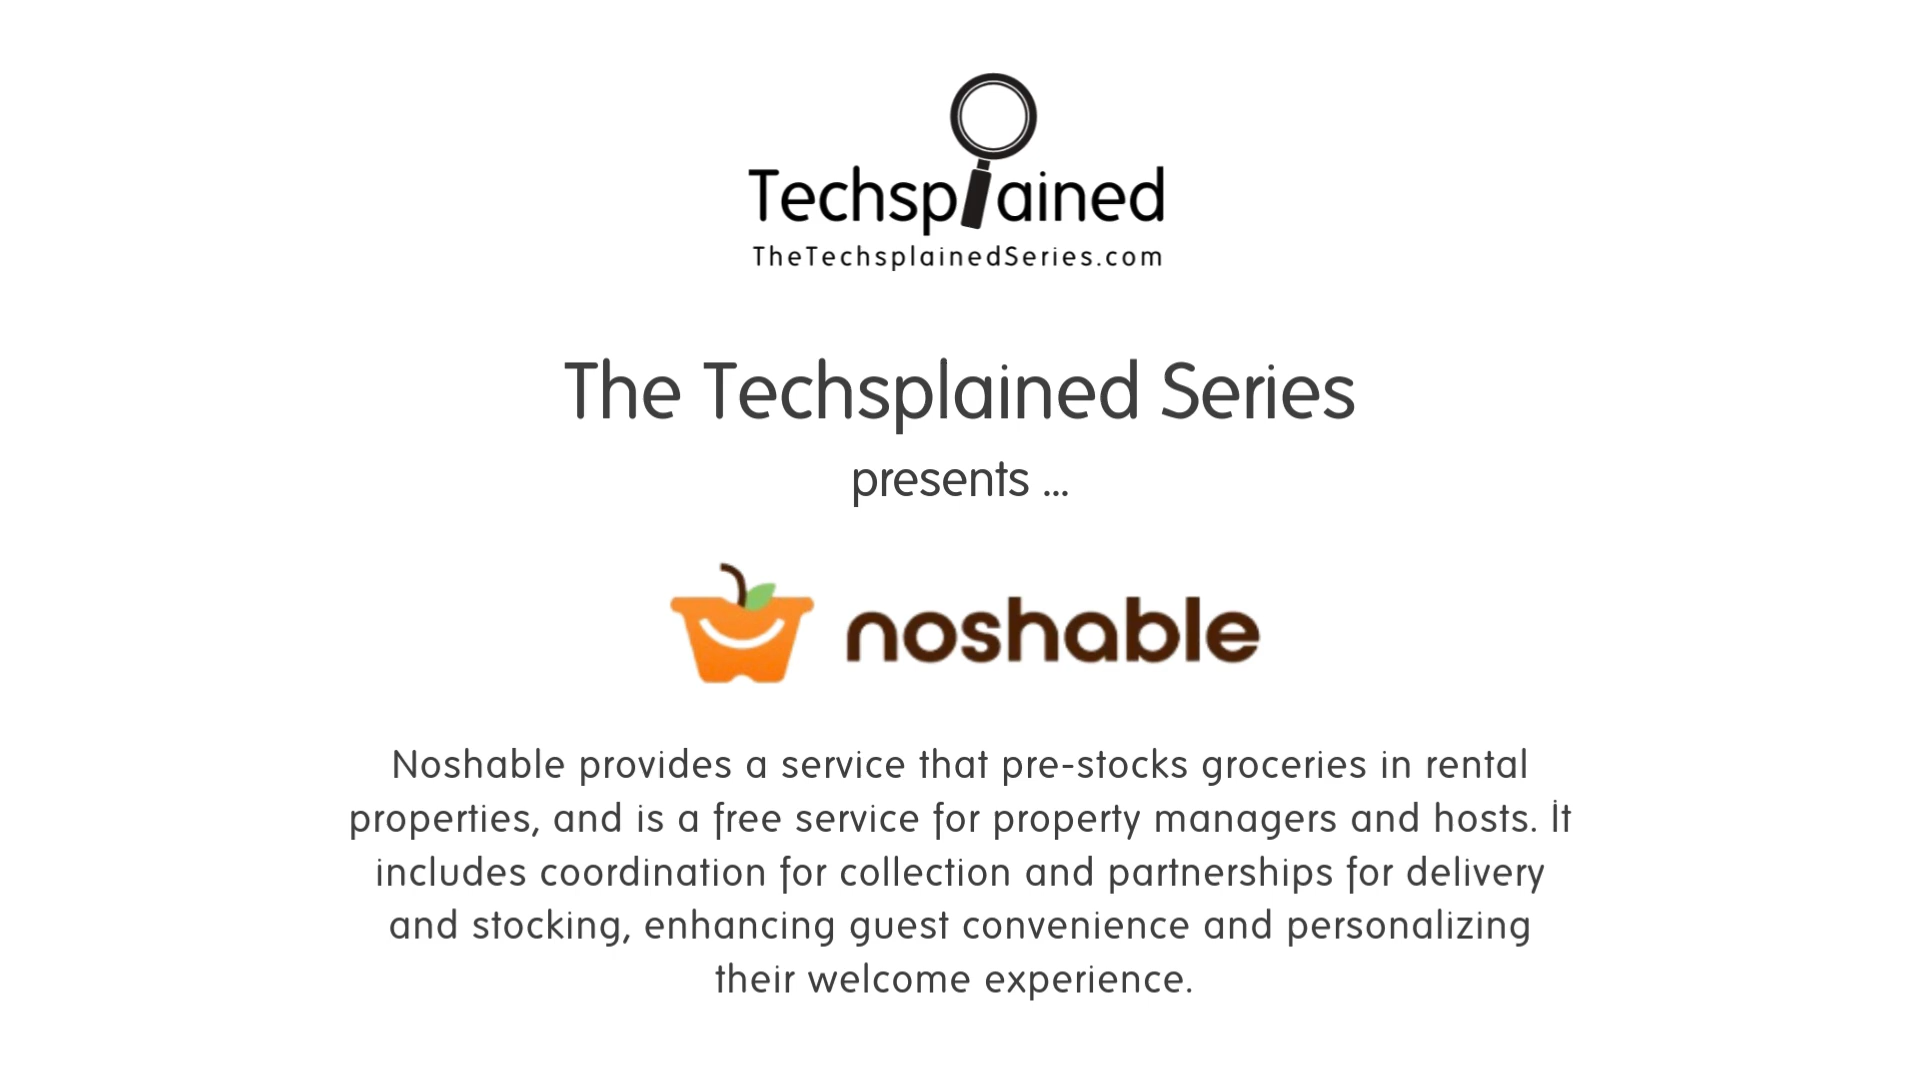 Techsplained
TheTechsplainedSeries.com
The Techsplained Series
presents ...
noshable
Noshable provides a service that pre-stocks groceries in rental
properties, and is a free service for property managers and hosts. It
includes coordination for collection and partnerships for delivery
and stocking, enhancing guest convenience and personalizing
their welcome experience.